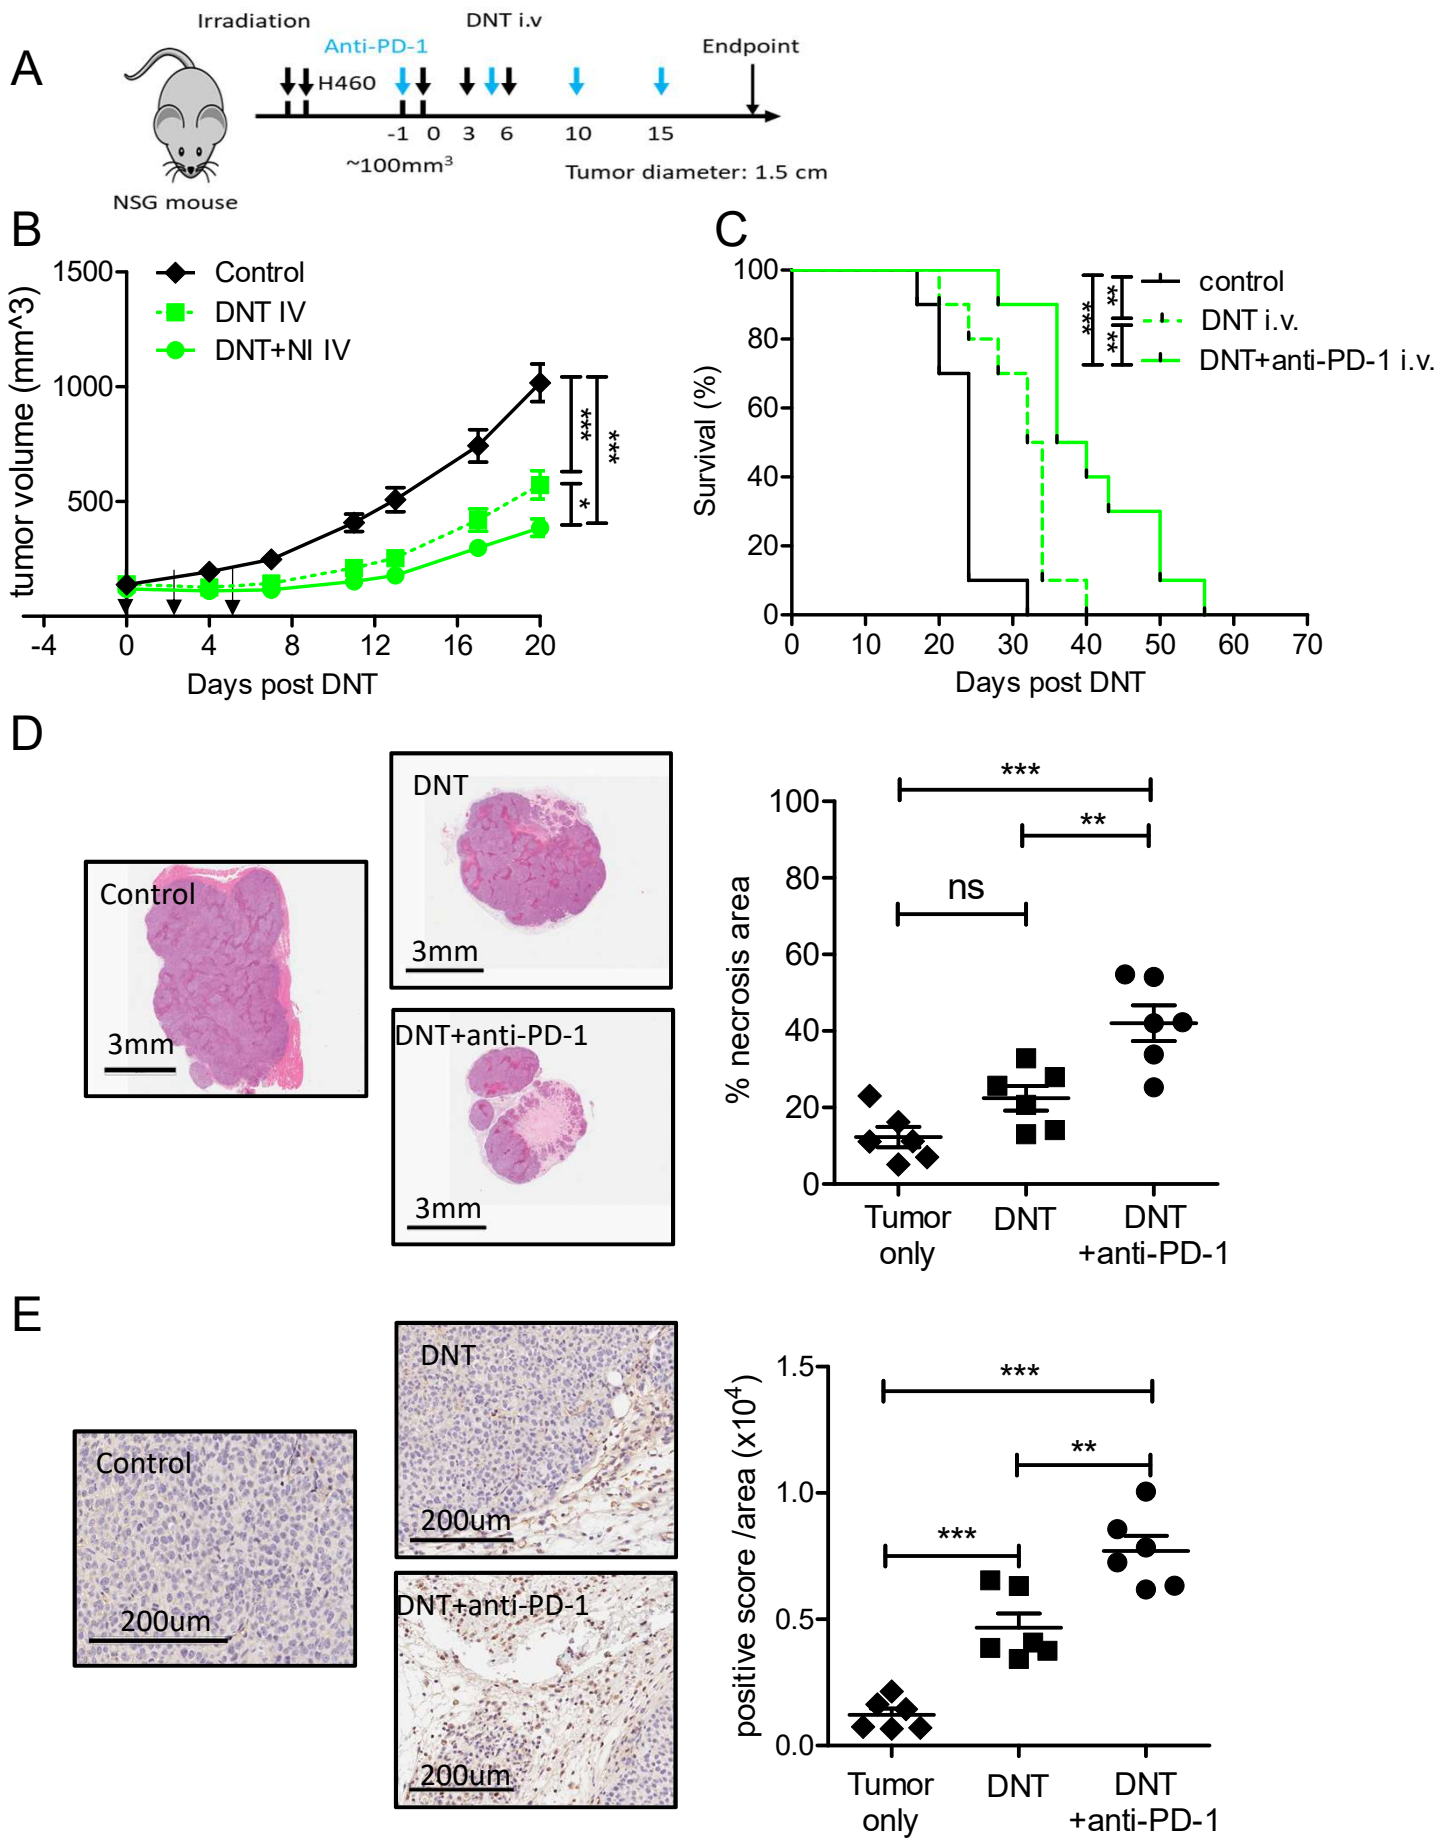 A
Irradiation
DNT i.v
Anti-PD-1
Endpoint
H460
-1 0 3 6 10 15
~100mm³
Tumor diameter: 1.5 cm
NSG mouse
B
tumor volume (mm^3)
1500
1000
500
Control
DNT IV
DNT+NI IV
***
*
***
-4 0 4 8 12 16 20
Days post DNT
C
Survival (%)
100
80
60
40
20
0
***
**
**
control
DNT i.v.
DNT+anti-PD-1 i.v.
0 10 20 30 40 50 60 70
Days post DNT
D
Control
3mm
DNT
3mm
DNT+anti-PD-1
3mm
% necrosis area
100
80
60
40
20
0
***
**
ns
Tumor
only
DNT
DNT
+anti-PD-1
E
Control
200um
DNT
200um
DNT+anti-PD-1
200um
positive score /area (x10⁴)
1.5
1.0
0.5
0.0
***
**
***
Tumor
only
DNT
DNT
+anti-PD-1